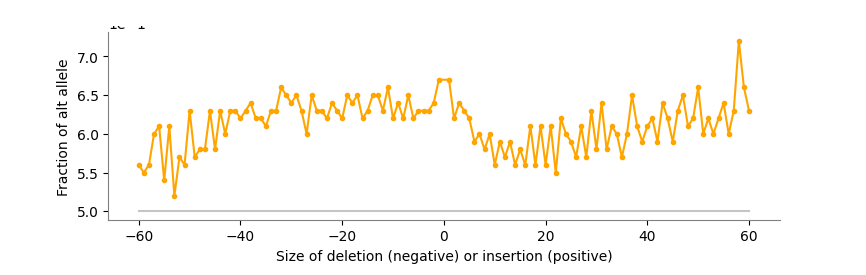 7.0
6.5
6.0
5.5
5.0
Fraction of alt allele
−60 −40 −20 0 20 40 60
Size of deletion (negative) or insertion (positive)